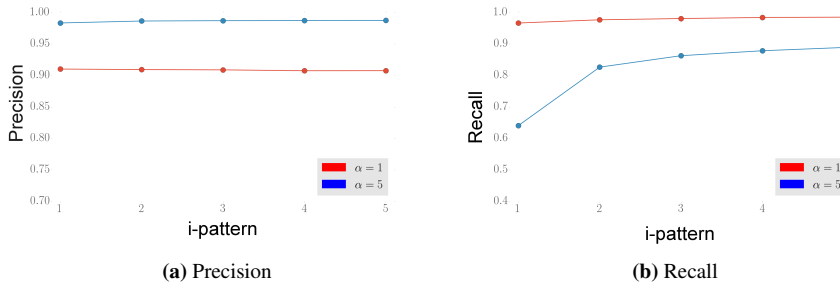 1.00
0.95
0.90
0.85
0.80
0.75
0.70
Precision
α = 1
α = 5
1 2 3 4 5
i-pattern
(a) Precision
1.0
0.9
0.8
0.7
0.6
0.5
0.4
Recall
α = 1
α = 5
1 2 3 4
i-pattern
(b) Recall